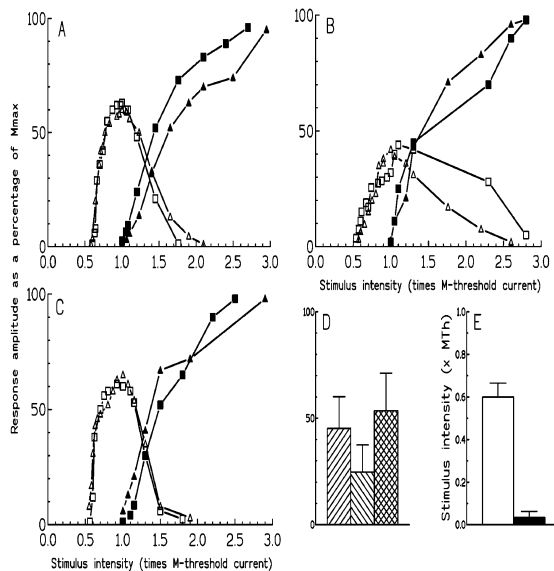 Response amplitude as a percentage of Mmax
A
100
50
0
0.0 0.5 1.0 1.5 2.0 2.5 3.0
B
100
50
0
0.0 0.5 1.0 1.5 2.0 2.5 3.0
Stimulus intensity (times M-threshold current)
C
100
50
0
0.0 0.5 1.0 1.5 2.0 2.5 3.0
Stimulus intensity (times M-threshold current)
D
100
50
0
E
Stimulus intensity (x MTh)
1.0
0.8
0.6
0.4
0.2
0.0